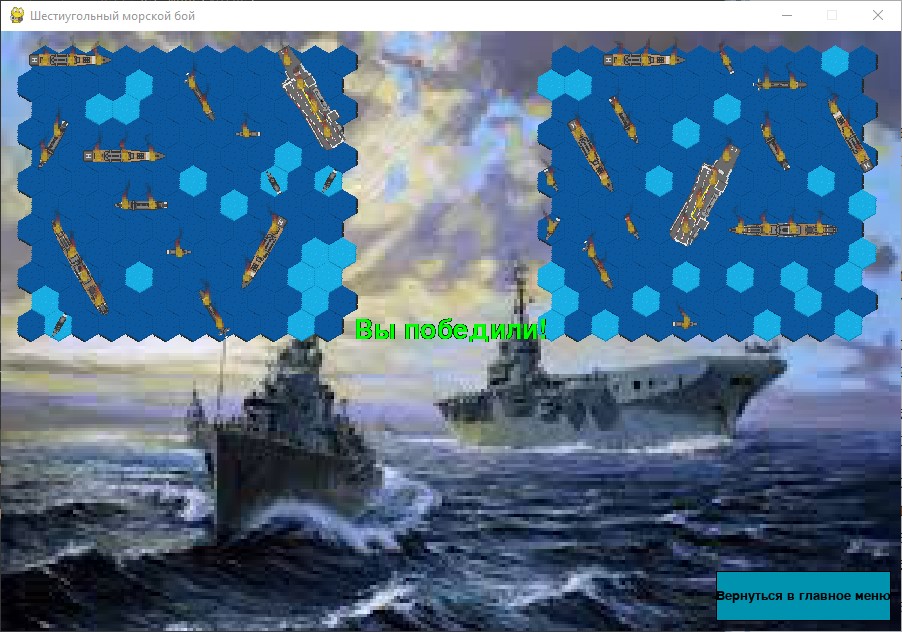 Шестиугольный морской бой
Вы победили!
Вернуться в главное меню